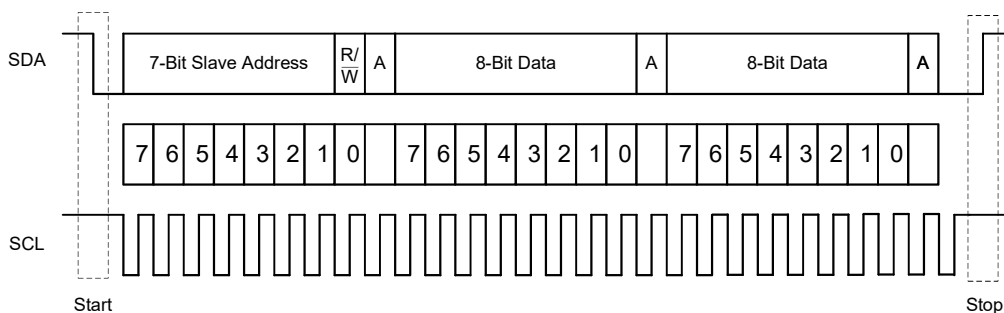 SDA
7-Bit Slave Address R/W A 8-Bit Data A 8-Bit Data A
7 6 5 4 3 2 1 0 7 6 5 4 3 2 1 0 7 6 5 4 3 2 1 0
SCL
Start Stop